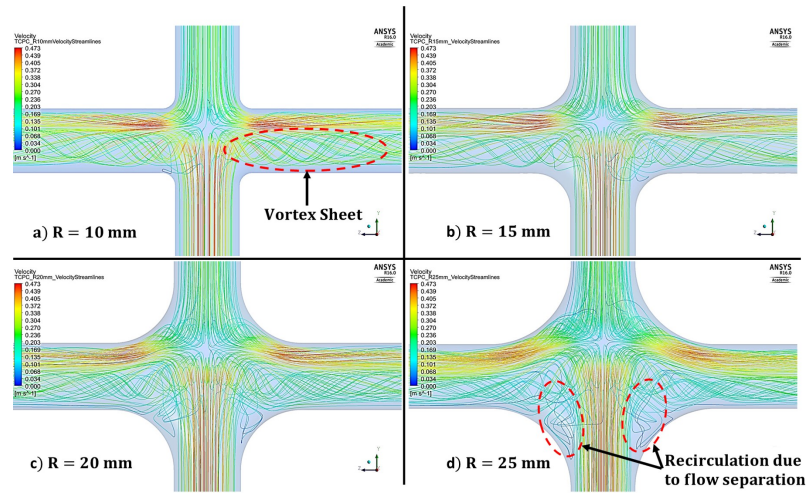 Velocity
TCPC_R10mmVelocityStreamlines
0.473
0.439
0.405
0.372
0.338
0.304
0.270
0.236
0.203
0.169
0.135
0.101
0.068
0.034
0.000
[m s^-1]
ANSYS
R16.0
Academic
Vortex Sheet
a) R = 10 mm
Y
X
Velocity
TCPC_R15mm_VelocityStreamlines
0.473
0.439
0.405
0.372
0.338
0.304
0.270
0.236
0.203
0.169
0.135
0.101
0.068
0.034
0.000
[m s^-1]
ANSYS
R16.0
Academic
b) R = 15 mm
Y
X
Velocity
TCPC_R20mm_VelocityStreamlines
0.473
0.439
0.405
0.372
0.338
0.304
0.270
0.236
0.203
0.169
0.135
0.101
0.068
0.034
0.000
[m s^-1]
ANSYS
R16.0
Academic
c) R = 20 mm
Y
X
Velocity
TCPC_R25mm_VelocityStreamlines
0.473
0.439
0.405
0.372
0.338
0.304
0.270
0.236
0.203
0.169
0.135
0.101
0.068
0.034
0.000
[m s^-1]
ANSYS
R16.0
Academic
d) R = 25 mm
Recirculation due
to flow separation